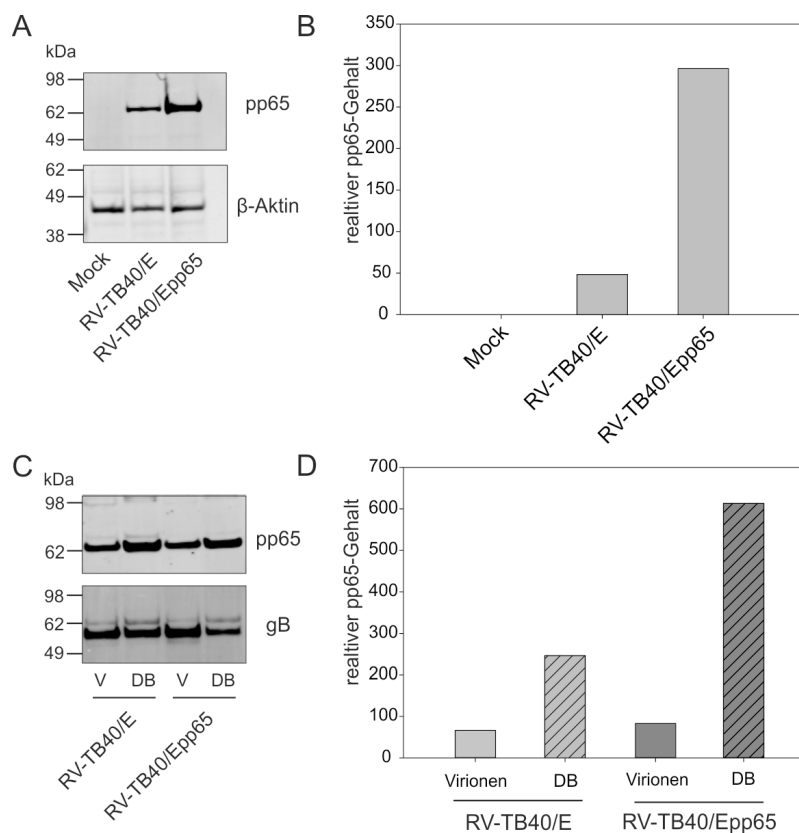 A
kDa
98
62
49
pp65
62
49
38
β-Aktin
Mock
RV-TB40/E
RV-TB40/Epp65
B
realtiver pp65-Gehalt
350
300
250
200
150
100
50
0
Mock
RV-TB40/E
RV-TB40/Epp65
C
kDa
98
62
pp65
98
62
49
gB
V DB V DB
RV-TB40/E
RV-TB40/Epp65
D
realtiver pp65-Gehalt
700
600
500
400
300
200
100
0
Virionen DB Virionen DB
RV-TB40/E RV-TB40/Epp65